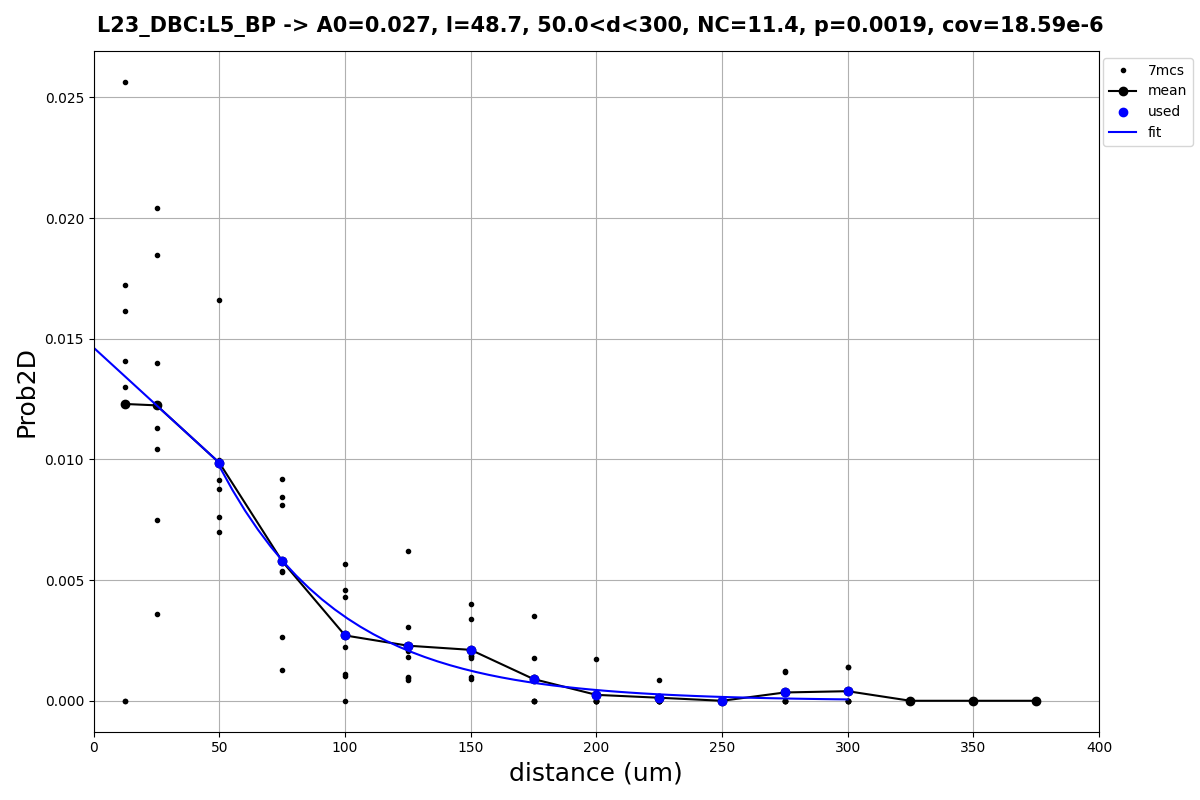 L23_DBC:L5_BP -> A0=0.027, l=48.7, 50.0<d<300, NC=11.4, p=0.0019, cov=18.59e-6
7mcs
mean
used
fit
0.025
0.020
0.015
0.010
0.005
0.000
Prob2D
0 50 100 150 200 250 300 350 400
distance (um)